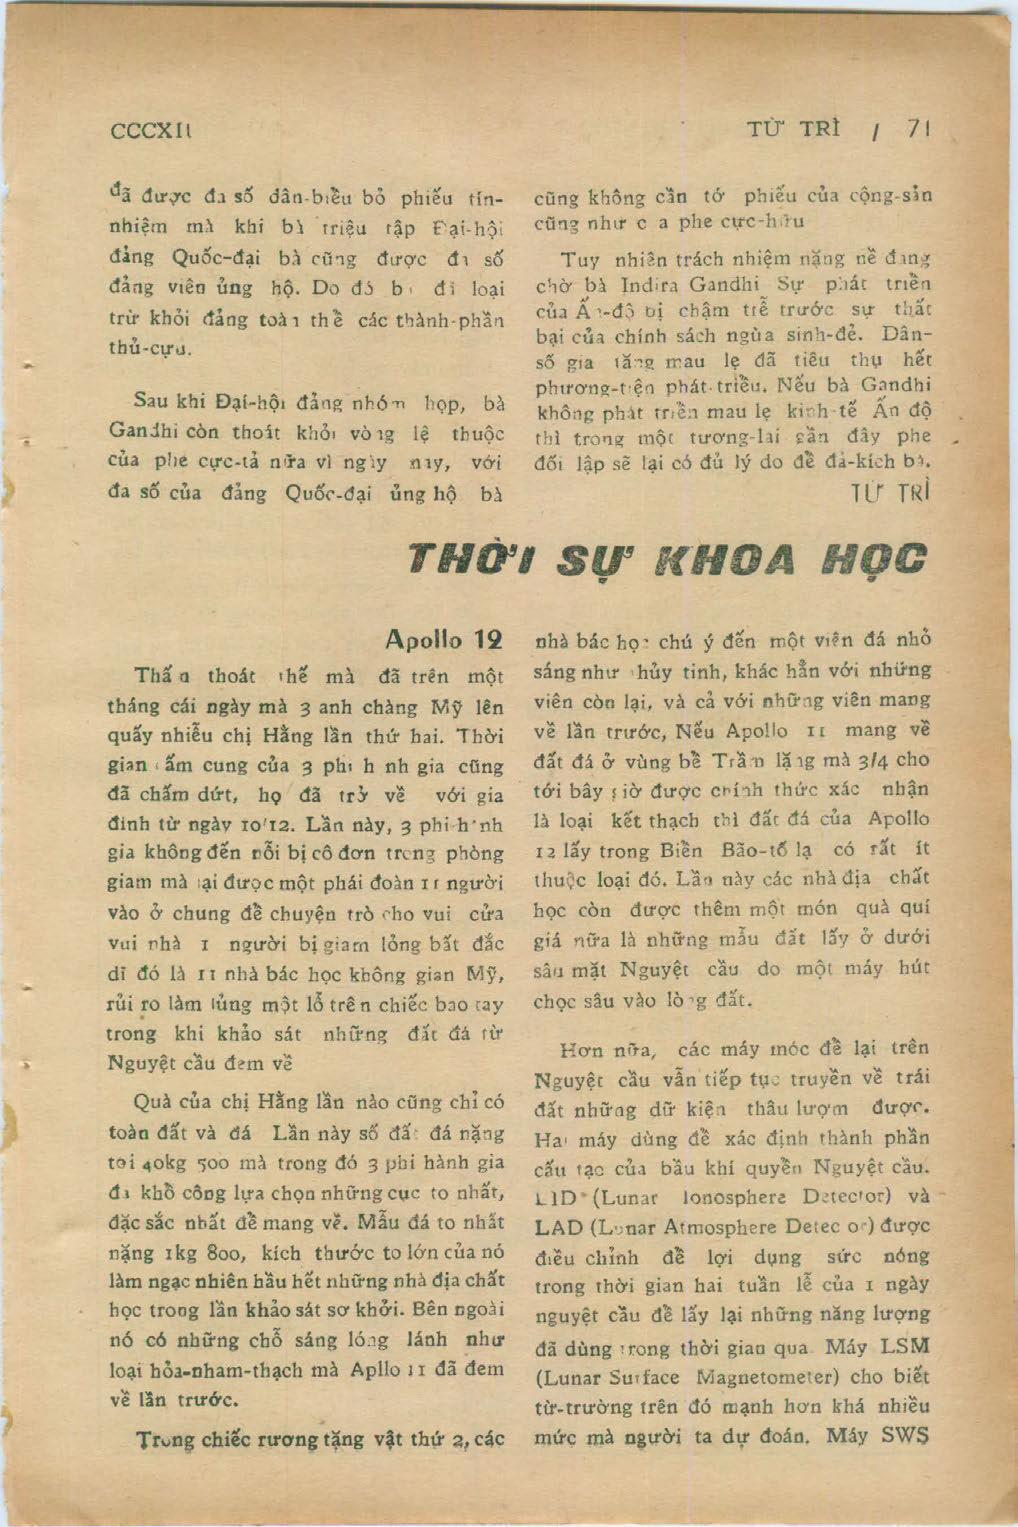 CCCXII
TỪ TRÌ / 71
đã được đa số dân-biểu bỏ phiếu tín-
nhiệm mà khi bà triệu tập Đại-hội
đảng Quốc-đại bà cũng được đa số
đảng viên ủng hộ. Do đó bà đã loại
trừ khỏi đảng toàn thề các thành-phần
thủ-cựu.
Sau khi Đại-hội đảng nhóm họp, bà
Gandhi còn thoát khỏi vòng lệ thuộc
của phe cực-tả nữa vì ngày nay, với
đa số của đảng Quốc-đại ủng hộ bà
cũng không cần tớ phiếu của cộng-sản
cũng như của phe cực-hữu
Tuy nhiên trách nhiệm nặng nề đang
chờ bà Indira Gandhi Sự phát triền
của Ấn-độ bị chậm trễ trước sự thất
bại của chính sách ngừa sinh-đẻ. Dân-
số gia tăng mau lẹ đã tiêu thụ hết
phương-tiện phát-triều. Nếu bà Gandhi
không phát triền mau lẹ kinh-tế Ấn độ
thì trong một tương-lai gần đây phe
đối lập sẽ lại có đủ lý do để đả-kích bà.
TỪ TRÌ
THỜI SỰ KHOA HỌC
Apollo 12
Thấm thoát thế mà đã trên một
tháng cái ngày mà 3 anh chàng Mỹ lên
quấy nhiễu chị Hằng lần thứ hai. Thời
gian cấm cung của 3 phi hành gia cũng
đã chấm dứt, họ đã trở về với gia
đình từ ngày 10/12. Lần này, 3 phi-hành
gia không đến nỗi bị cô đơn trong phòng
giam mà lại được một phái đoàn 11 người
vào ở chung đề chuyện trò cho vui cửa
vui nhà 1 người bị giam lỏng bất đắc
dĩ đó là 11 nhà bác học không gian Mỹ,
rủi ro làm lủng một lỗ trên chiếc bao tay
trong khi khảo sát những đất đá từ
Nguyệt cầu đem về
Quà của chị Hằng lần nào cũng chỉ có
toàn đất và đá Lần này số đất đá nặng
tới 40kg 500 mà trong đó 3 phi hành gia
đã khổ công lựa chọn những cục to nhất,
đặc sắc nhất để mang về. Mẫu đá to nhất
nặng 1kg 800, kích thước to lớn của nó
làm ngạc nhiên hầu hết những nhà địa chất
học trong lần khảo sát sơ khởi. Bên ngoài
nó có những chỗ sáng lóng lánh như
loại hỏa-nham-thạch mà Apllo 11 đã đem
về lần trước.
Trong chiếc rương tặng vật thứ 2, các
nhà bác học chú ý đến một viên đá nhỏ
sáng như thủy tinh, khác hẳn với những
viên còn lại, và cả với những viên mang
về lần trước, Nếu Apollo 11 mang về
đất đá ở vùng bề Trầm lặng mà 3/4 cho
tới bây giờ được chính thức xác nhận
là loại kết thạch thì đất đá của Apollo
12 lấy trong Biển Bão-tố lạ có rất ít
thuộc loại đó. Lần này các nhà địa chất
học còn được thêm một món quà quí
giá nữa là những mẫu đất lấy ở dưới
sâu mặt Nguyệt cầu do một máy hút
chọc sâu vào lòng đất.
Hơn nữa, các máy móc đề lại trên
Nguyệt cầu vẫn tiếp tục truyền về trái
đất những dữ kiện thâu lượm được.
Hai máy dùng đề xác định thành phần
cấu tạo của bầu khí quyền Nguyệt cầu.
LID (Lunar Ionosphere Detector) và
LAD (Lunar Atmosphere Detector) được
điều chỉnh đề lợi dụng sức nóng
trong thời gian hai tuần lễ của 1 ngày
nguyệt cầu đề lấy lại những năng lượng
đã dùng trong thời gian qua. Máy LSM
(Lunar Surface Magnetometer) cho biết
từ-trường trên đó mạnh hơn khá nhiều
mức mà người ta dự đoán. Máy SWS